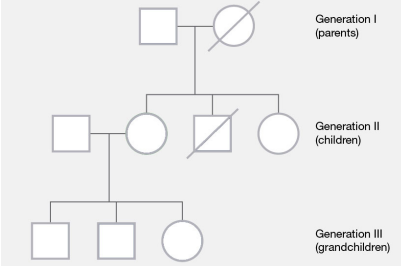 Generation I
(parents)
Generation II
(children)
Generation III
(grandchildren)